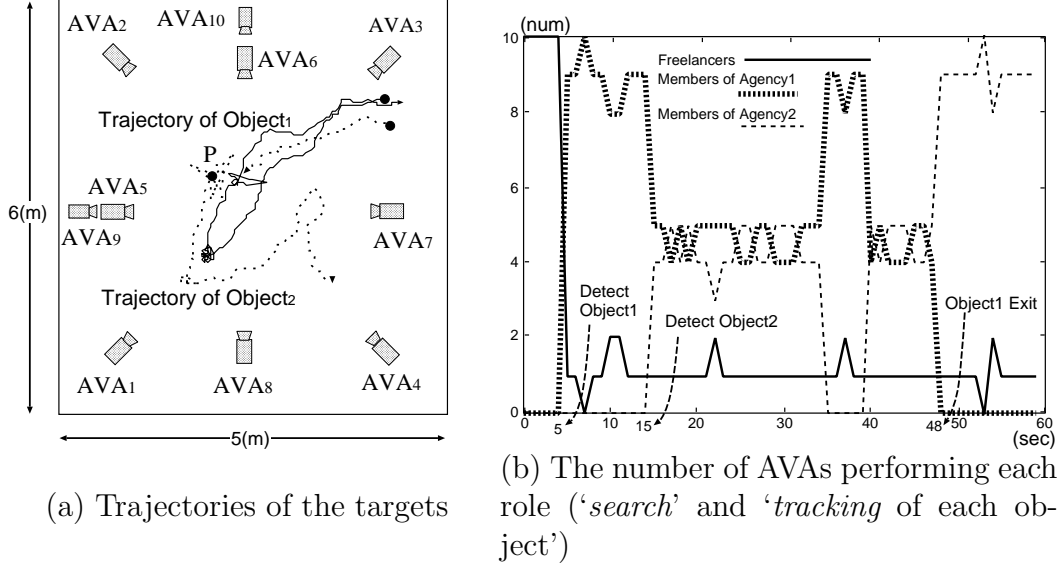 AVA2
AVA10
AVA3
AVA6
Trajectory of Object1
P
AVA5
AVA9
AVA7
6(m)
Trajectory of Object2
AVA1
AVA8
AVA4
5(m)
(a) Trajectories of the targets
(num)
10
8
6
4
2
0
Freelancers
Members of Agency1
Members of Agency2
Detect
Object1
Detect Object2
Object1 Exit
5
10
15
20
30
40
48
50
60
(sec)
(b) The number of AVAs performing each
role (‘search’ and ‘tracking of each ob-
ject’)